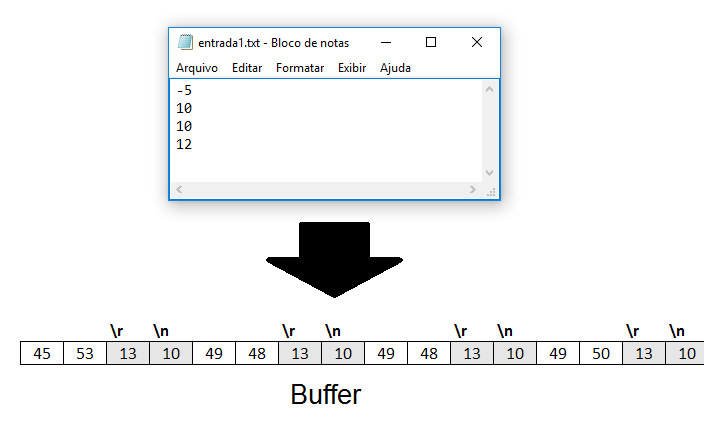 entrada1.txt - Bloco de notas
Arquivo Editar Formatar Exibir Ajuda
-5
10
10
12
\r \n \r \n \r \n \r \n
45 53 13 10 49 48 13 10 49 48 13 10 49 50 13 10
Buffer